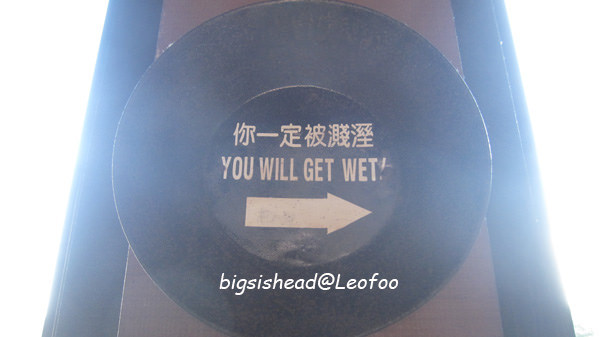 你一定被濺溼
YOU WILL GET WET!
bigsishead@Leofoo